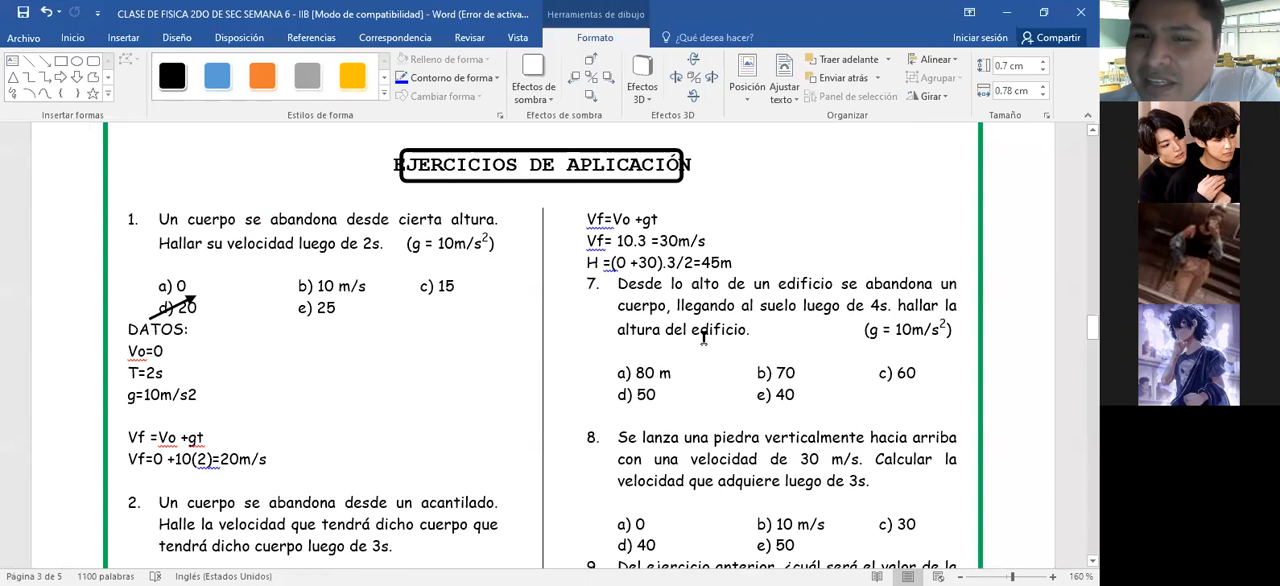 CLASE DE FISICA 2DO DE SEC SEMANA 6 - IIB [Modo de compatibilidad] - Word (Error de activa...
Herramientas de dibujo
Archivo Inicio Insertar Diseño Disposición Referencias Correspondencia Revisar Vista Formato ¿Qué desea hacer? Iniciar sesión Compartir
Relleno de forma
Contorno de forma
Cambiar forma
Efectos de sombra
Efectos 3D
Posición
Ajustar texto
Traer adelante
Enviar atrás
Panel de selección
Alinear
Agrupar
Girar
0.7 cm
0.78 cm
Insertar formas Estilos de forma Efectos de sombra Efectos 3D Organizar Tamaño
EJERCICIOS DE APLICACIÓN
1. Un cuerpo se abandona desde cierta altura.
Hallar su velocidad luego de 2s. (g = 10m/s2)
a) 0 b) 10 m/s c) 15
d) 20 e) 25
DATOS:
Vo=0
T=2s
g=10m/s2
Vf =Vo +gt
Vf=0 +10(2)=20m/s
2. Un cuerpo se abandona desde un acantilado.
Halle la velocidad que tendrá dicho cuerpo que
tendrá dicho cuerpo luego de 3s.
Vf=Vo +gt
Vf= 10.3 =30m/s
H =(0 +30).3/2=45m
7. Desde lo alto de un edificio se abandona un
cuerpo, llegando al suelo luego de 4s. hallar la
altura del edificio. (g = 10m/s2)
a) 80 m b) 70 c) 60
d) 50 e) 40
8. Se lanza una piedra verticalmente hacia arriba
con una velocidad de 30 m/s. Calcular la
velocidad que adquiere luego de 3s.
a) 0 b) 10 m/s c) 30
d) 40 e) 50
9. Del ejercicio anterior, ¿cuál será el valor de la
Página 3 de 5 1100 palabras Inglés (Estados Unidos) 160 %